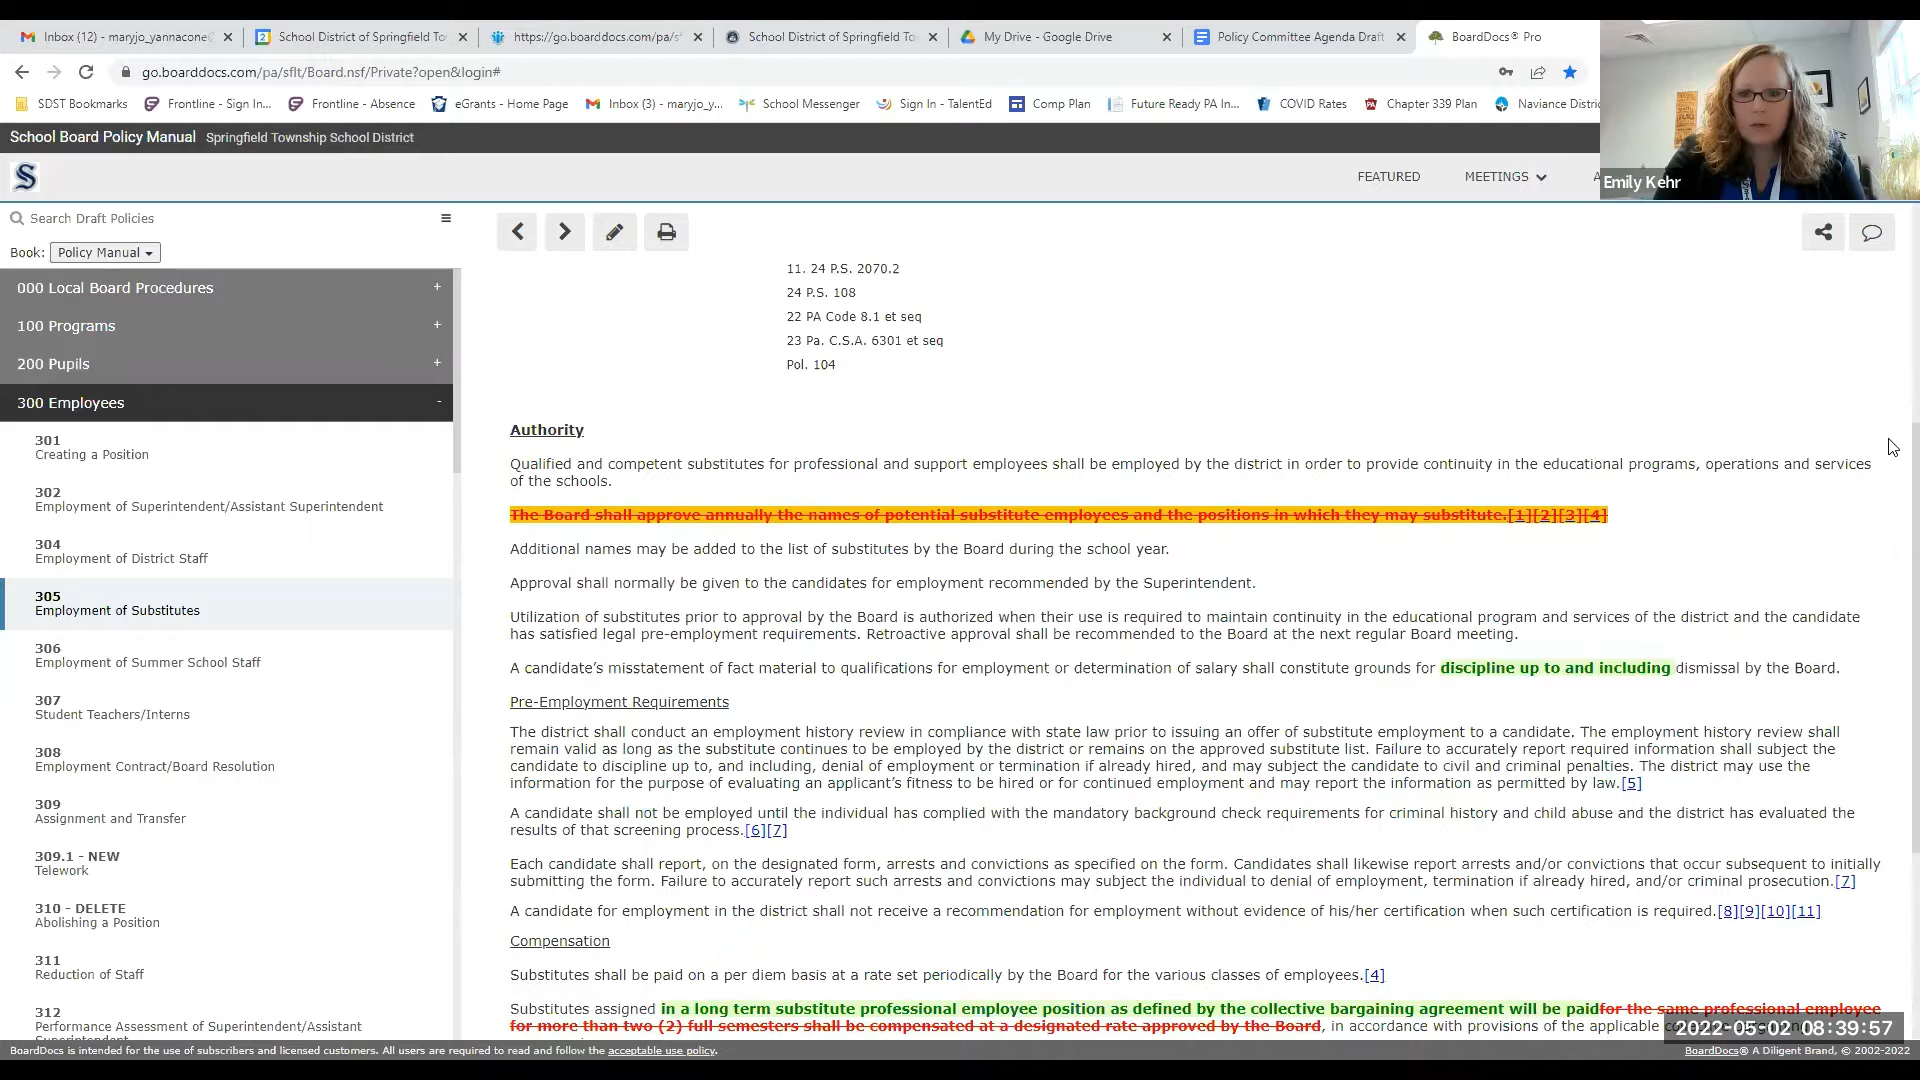 Inbox (12) - maryjo_yannacone@
School District of Springfield To
https://go.boarddocs.com/pa/sf
School District of Springfield To
My Drive - Google Drive
Policy Committee Agenda Draft
BoardDocs® Pro
go.boarddocs.com/pa/sflt/Board.nsf/Private?open&login#
SDST Bookmarks
Frontline - Sign In...
Frontline - Absence
eGrants - Home Page
Inbox (3) - maryjo_y...
School Messenger
Sign In - TalentEd
Comp Plan
Future Ready PA In...
COVID Rates
Chapter 339 Plan
Naviance Distric
School Board Policy Manual Springfield Township School District
Emily Kehr
S
FEATURED
MEETINGS
Search Draft Policies
Book: Policy Manual
000 Local Board Procedures +
100 Programs +
200 Pupils +
300 Employees -
301
Creating a Position
302
Employment of Superintendent/Assistant Superintendent
304
Employment of District Staff
305
Employment of Substitutes
306
Employment of Summer School Staff
307
Student Teachers/Interns
308
Employment Contract/Board Resolution
309
Assignment and Transfer
309.1 - NEW
Telework
310 - DELETE
Abolishing a Position
311
Reduction of Staff
312
Performance Assessment of Superintendent/Assistant
11. 24 P.S. 2070.2
24 P.S. 108
22 PA Code 8.1 et seq
23 Pa. C.S.A. 6301 et seq
Pol. 104
Authority
Qualified and competent substitutes for professional and support employees shall be employed by the district in order to provide continuity in the educational programs, operations and services
of the schools.
The Board shall approve annually the names of potential substitute employees and the positions in which they may substitute.[1][2][3][4]
Additional names may be added to the list of substitutes by the Board during the school year.
Approval shall normally be given to the candidates for employment recommended by the Superintendent.
Utilization of substitutes prior to approval by the Board is authorized when their use is required to maintain continuity in the educational program and services of the district and the candidate
has satisfied legal pre-employment requirements. Retroactive approval shall be recommended to the Board at the next regular Board meeting.
A candidate's misstatement of fact material to qualifications for employment or determination of salary shall constitute grounds for discipline up to and including dismissal by the Board.
Pre-Employment Requirements
The district shall conduct an employment history review in compliance with state law prior to issuing an offer of substitute employment to a candidate. The employment history review shall
remain valid as long as the substitute continues to be employed by the district or remains on the approved substitute list. Failure to accurately report required information shall subject the
candidate to discipline up to, and including, denial of employment or termination if already hired, and may subject the candidate to civil and criminal penalties. The district may use the
information for the purpose of evaluating an applicant's fitness to be hired or for continued employment and may report the information as permitted by law.[5]
A candidate shall not be employed until the individual has complied with the mandatory background check requirements for criminal history and child abuse and the district has evaluated the
results of that screening process.[6][7]
Each candidate shall report, on the designated form, arrests and convictions as specified on the form. Candidates shall likewise report arrests and/or convictions that occur subsequent to initially
submitting the form. Failure to accurately report such arrests and convictions may subject the individual to denial of employment, termination if already hired, and/or criminal prosecution.[7]
A candidate for employment in the district shall not receive a recommendation for employment without evidence of his/her certification when such certification is required.[8][9][10][11]
Compensation
Substitutes shall be paid on a per diem basis at a rate set periodically by the Board for the various classes of employees.[4]
Substitutes assigned in a long term substitute professional employee position as defined by the collective bargaining agreement will be paidfor the same professional employee
for more than two (2) full semesters shall be compensated at a designated rate approved by the Board, in accordance with provisions of the applicable
2022-05-02 08:39:57
BoardDocs is intended for the use of subscribers and licensed customers. All users are required to read and follow the acceptable use policy.
BoardDocs® A Diligent Brand, © 2002-2022